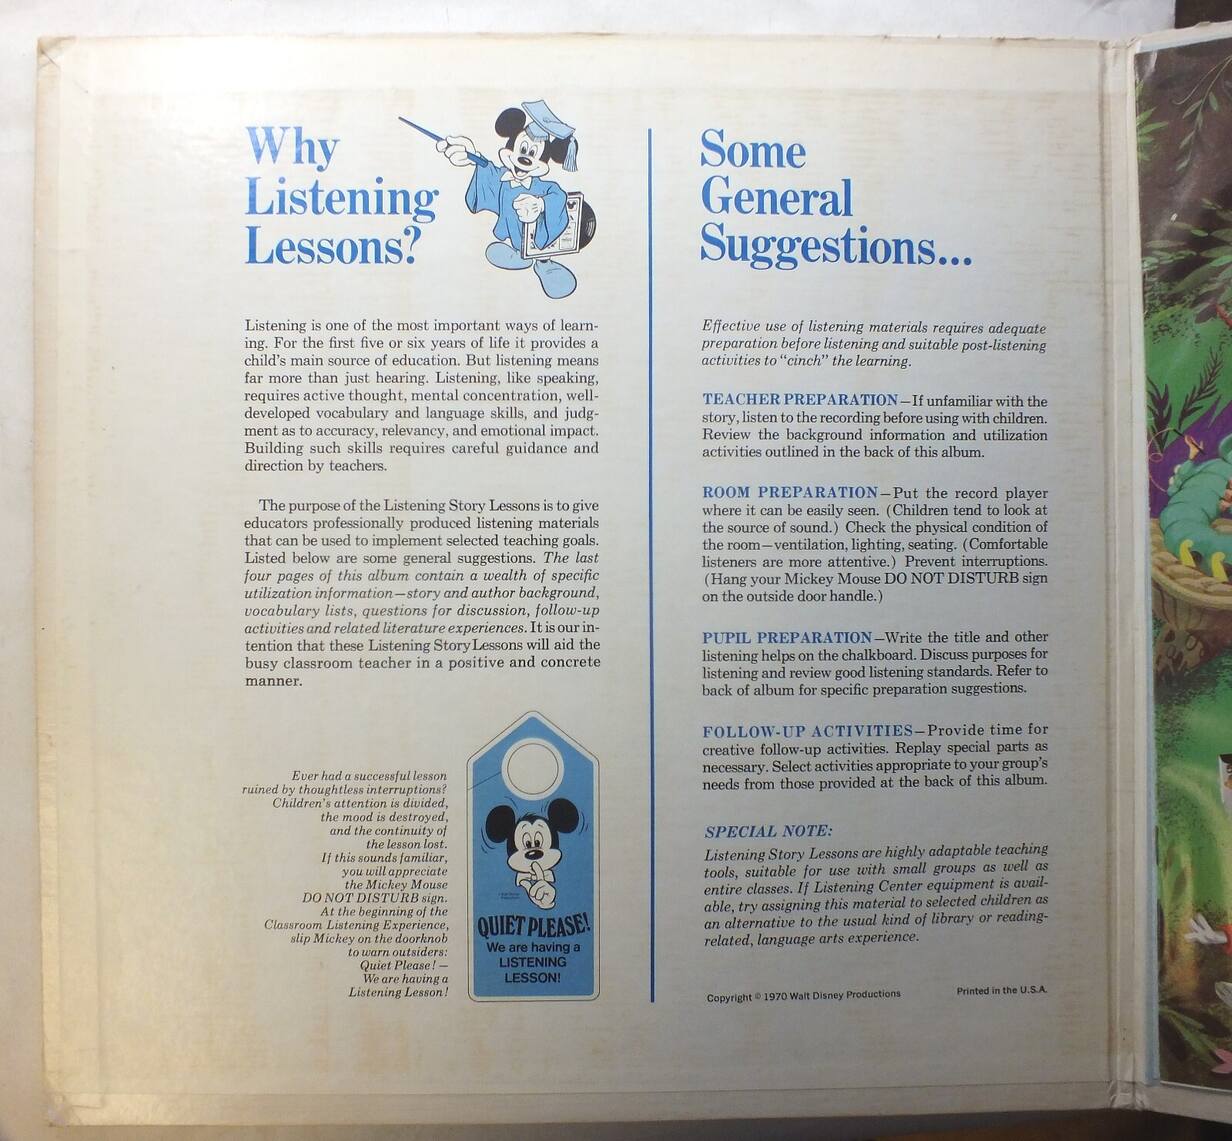 Why
Listening
Lessons?
Listening is one of the most important ways of learn-
ing. For the first five or six years of life it provides a
child's main source of education. But listening means
far more than just hearing. Listening, like speaking,
requires active thought, mental concentration, well-
developed vocabulary and language skills, and judg-
ment as to accuracy, relevancy, and emotional impact.
Building such skills requires careful guidance and
direction by teachers.
The purpose of the Listening Story Lessons is to give
educators professionally produced listening materials
that can be used to implement selected teaching goals.
Listed below are some general suggestions. The last
four pages of this album contain a wealth of specific
utilization information—story and author background,
vocabulary lists, questions for discussion, follow-up
activities and related literature experiences. It is our in-
tention that these Listening Story Lessons will aid the
busy classroom teacher in a positive and concrete
manner.
Ever had a successful lesson
ruined by thoughtless interruptions?
Children's attention is divided,
the mood is destroyed,
and the continuity of
the lesson lost.
If this sounds familiar,
you will appreciate
the Mickey Mouse
DO NOT DISTURB sign.
At the beginning of the
Classroom Listening Experience,
slip Mickey on the doorknob
to warn outsiders:
Quiet Please! —
We are having a
Listening Lesson!
QUIET PLEASE!
We are having a
LISTENING
LESSON!
Some
General
Suggestions...
Effective use of listening materials requires adequate
preparation before listening and suitable post-listening
activities to "cinch" the learning.
TEACHER PREPARATION—If unfamiliar with the
story, listen to the recording before using with children.
Review the background information and utilization
activities outlined in the back of this album.
ROOM PREPARATION—Put the record player
where it can be easily seen. (Children tend to look at
the source of sound.) Check the physical condition of
the room—ventilation, lighting, seating. (Comfortable
listeners are more attentive.) Prevent interruptions.
(Hang your Mickey Mouse DO NOT DISTURB sign
on the outside door handle.)
PUPIL PREPARATION—Write the title and other
listening helps on the chalkboard. Discuss purposes for
listening and review good listening standards. Refer to
back of album for specific preparation suggestions.
FOLLOW-UP ACTIVITIES—Provide time for
creative follow-up activities. Replay special parts as
necessary. Select activities appropriate to your group's
needs from those provided at the back of this album.
SPECIAL NOTE:
Listening Story Lessons are highly adaptable teaching
tools, suitable for use with small groups as well as
entire classes. If Listening Center equipment is avail-
able, try assigning this material to selected children as
an alternative to the usual kind of library or reading-
related, language arts experience.
Copyright © 1970 Walt Disney Productions
Printed in the U.S.A.